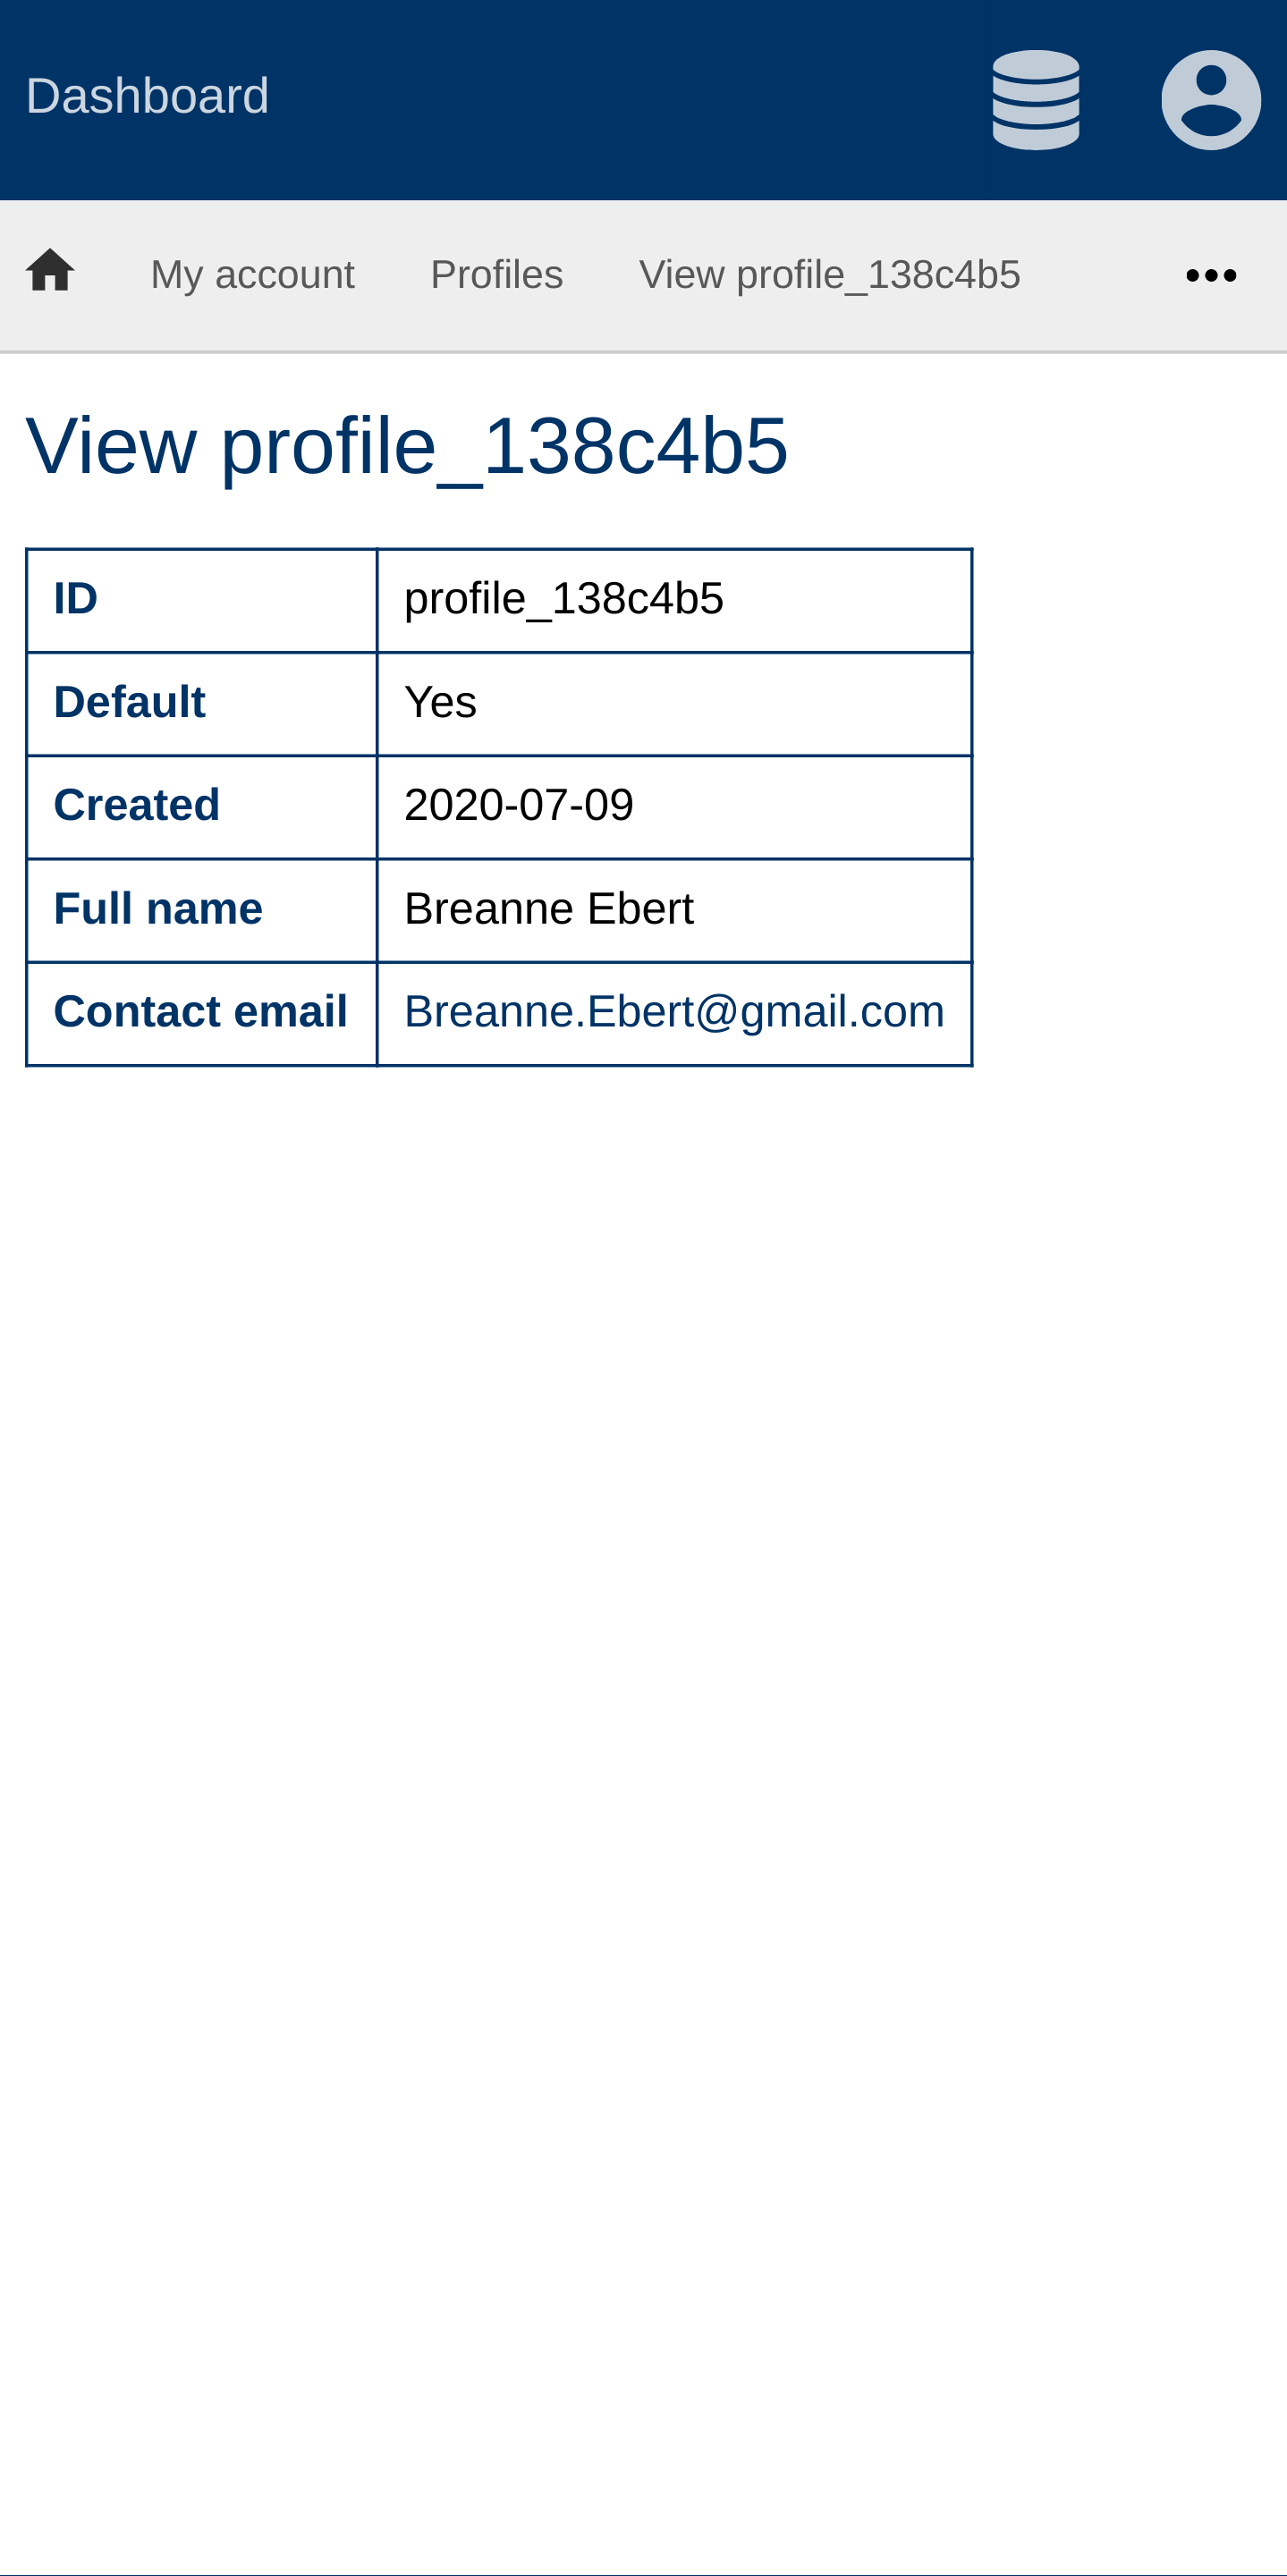 Dashboard
My account Profiles View profile_138c4b5
View profile_138c4b5
ID profile_138c4b5
Default Yes
Created 2020-07-09
Full name Breanne Ebert
Contact email Breanne.Ebert@gmail.com